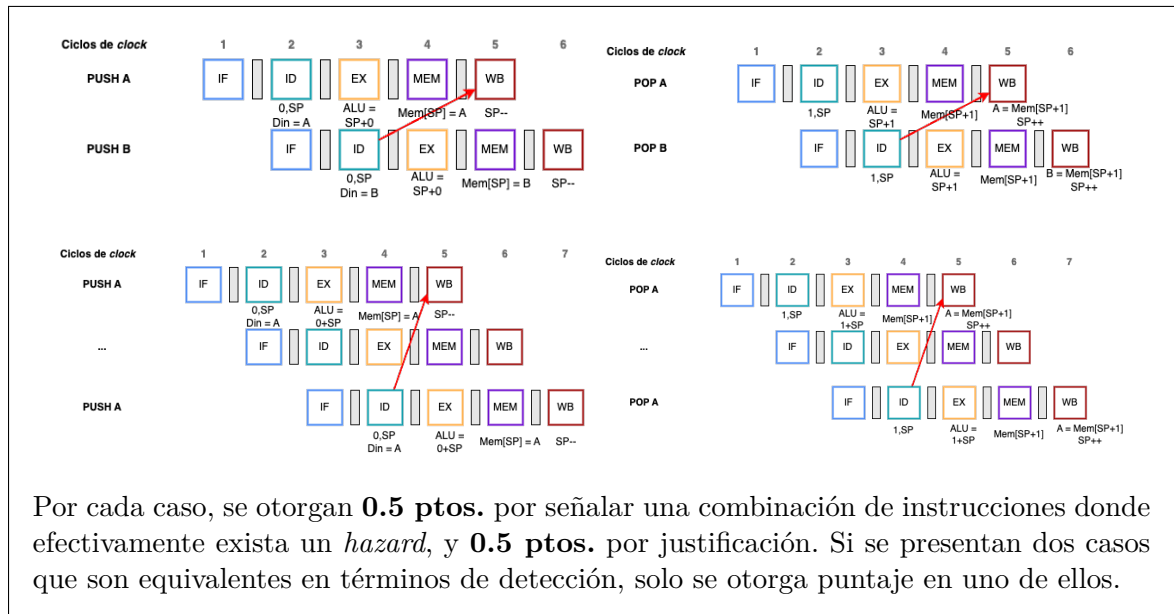 Ciclos de clock 1 2 3 4 5 6
PUSH A IF ID EX MEM WB
0,SP
Din = A
ALU =
SP+0
Mem[SP] = A
SP--
PUSH B IF ID EX MEM WB
0,SP
Din = B
ALU =
SP+0
Mem[SP] = B
SP--
Ciclos de clock 1 2 3 4 5 6
POP A IF ID EX MEM WB
1,SP
ALU =
SP+1
Mem[SP+1]
A = Mem[SP+1]
SP++
POP B IF ID EX MEM WB
1,SP
ALU =
SP+1
Mem[SP+1]
B = Mem[SP+1]
SP++
Ciclos de clock 1 2 3 4 5 6 7
PUSH A IF ID EX MEM WB
0,SP
Din = A
ALU =
0+SP
Mem[SP] = A
SP--
... IF ID EX MEM WB
PUSH A IF ID EX MEM WB
0,SP
Din = A
ALU =
0+SP
Mem[SP] = A
SP--
Ciclos de clock 1 2 3 4 5 6 7
POP A IF ID EX MEM WB
1,SP
ALU =
1+SP
Mem[SP+1]
A = Mem[SP+1]
SP++
... IF ID EX MEM WB
POP A IF ID EX MEM WB
1,SP
ALU =
1+SP
Mem[SP+1]
A = Mem[SP+1]
SP++
Por cada caso, se otorgan 0.5 ptos. por señalar una combinación de instrucciones donde
efectivamente exista un hazard, y 0.5 ptos. por justificación. Si se presentan dos casos
que son equivalentes en términos de detección, solo se otorga puntaje en uno de ellos.